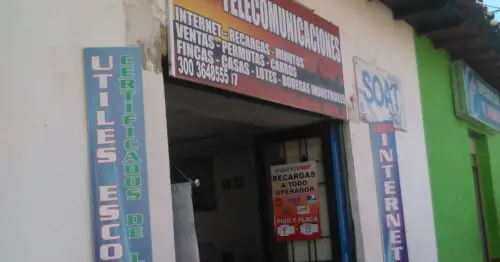 TELECOMUNICACIONES
INTERNET - RECARGAS - MINUTOS
VENTAS - PERMUTAS - CARROS
FINCAS - CASAS - LOTES - BODEGAS INDUSTRIALES
300 3648555
SOAT
INTERNET
UTILES ESCO
CERTIFICADOS DE
RECARGAS
A TODO
OPERADOR
PICO Y PLACA